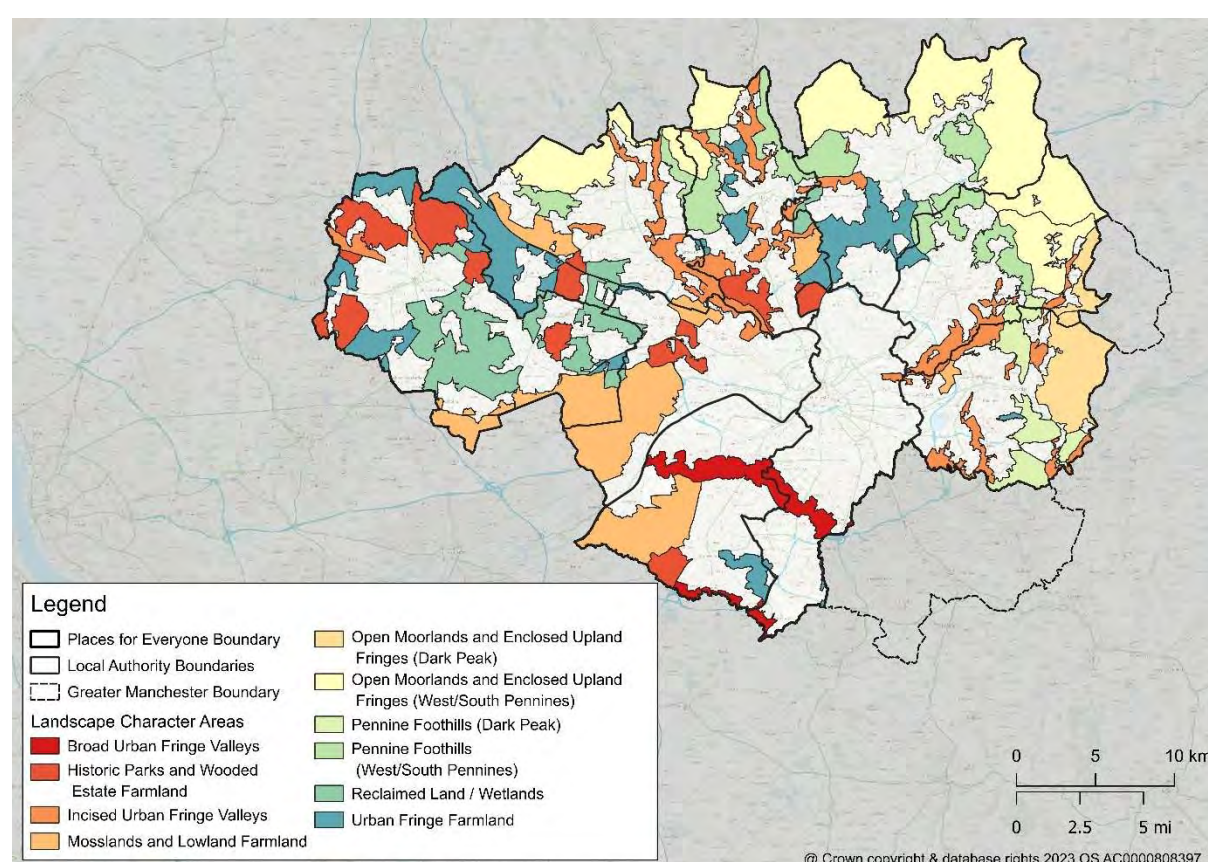 Legend
Places for Everyone Boundary
Local Authority Boundaries
Greater Manchester Boundary
Landscape Character Areas
Broad Urban Fringe Valleys
Historic Parks and Wooded
Estate Farmland
Incised Urban Fringe Valleys
Mosslands and Lowland Farmland
Open Moorlands and Enclosed Upland
Fringes (Dark Peak)
Open Moorlands and Enclosed Upland
Fringes (West/South Pennines)
Pennine Foothills (Dark Peak)
Pennine Foothills
(West/South Pennines)
Reclaimed Land / Wetlands
Urban Fringe Farmland
0 5 10 km
0 2.5 5 mi
@ Crown copyright & database rights 2023 OS AC0000808397